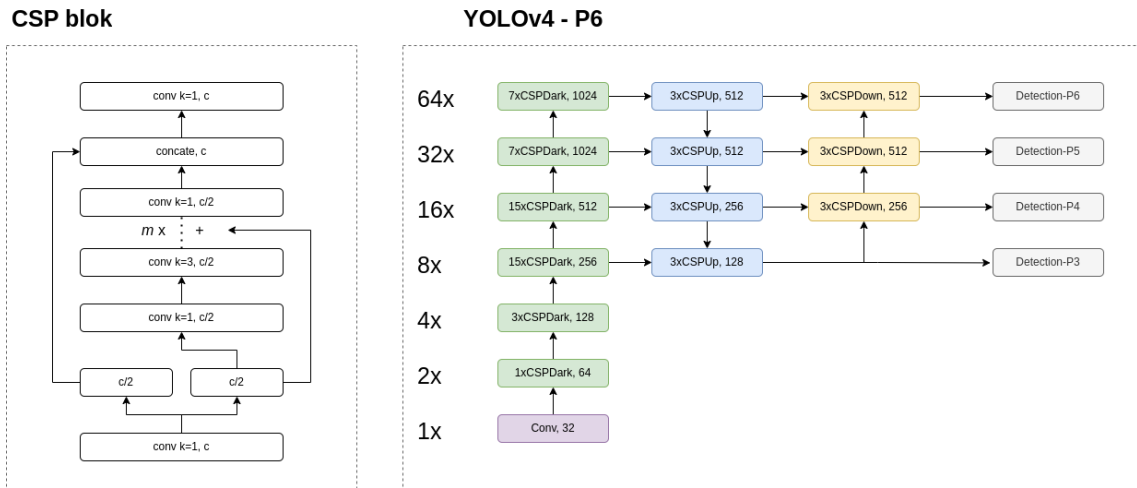 CSP blok
conv k=1, c
concate, c
conv k=1, c/2
m x +
conv k=3, c/2
conv k=1, c/2
c/2 c/2
conv k=1, c
YOLOv4 - P6
64x 7xCSPDark, 1024 3xCSPUp, 512 3xCSPDown, 512 Detection-P6
32x 7xCSPDark, 1024 3xCSPUp, 512 3xCSPDown, 512 Detection-P5
16x 15xCSPDark, 512 3xCSPUp, 256 3xCSPDown, 256 Detection-P4
8x 15xCSPDark, 256 3xCSPUp, 128 Detection-P3
4x 3xCSPDark, 128
2x 1xCSPDark, 64
1x Conv, 32